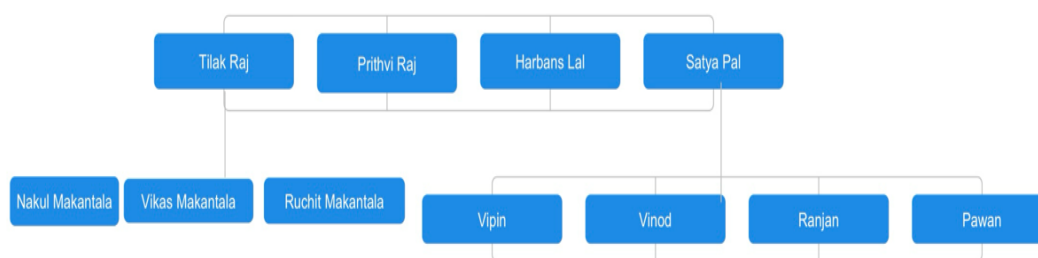 Tilak Raj
Prithvi Raj
Harbans Lal
Satya Pal
Nakul Makantala
Vikas Makantala
Ruchit Makantala
Vipin
Vinod
Ranjan
Pawan